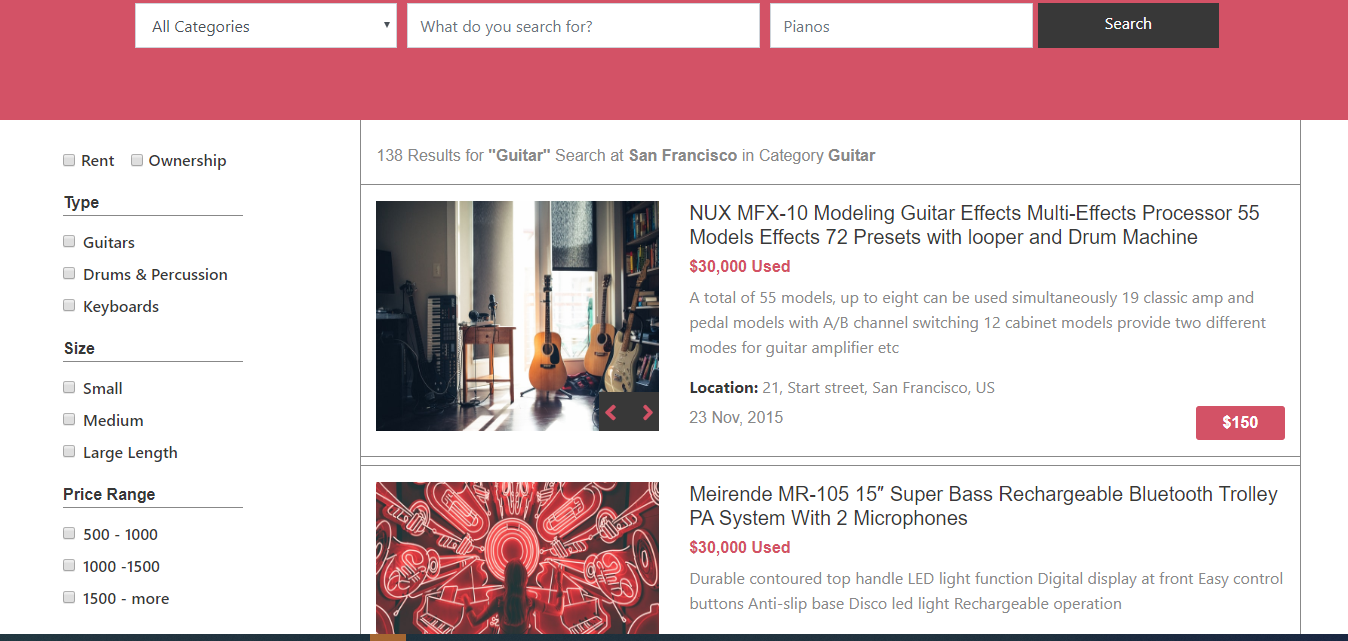 All Categories
What do you search for?
Pianos
Search
Rent Ownership
Type
Guitars
Drums & Percussion
Keyboards
Size
Small
Medium
Large Length
Price Range
500 - 1000
1000 -1500
1500 - more
138 Results for "Guitar" Search at San Francisco in Category Guitar
NUX MFX-10 Modeling Guitar Effects Multi-Effects Processor 55
Models Effects 72 Presets with looper and Drum Machine
$30,000 Used
A total of 55 models, up to eight can be used simultaneously 19 classic amp and
pedal models with A/B channel switching 12 cabinet models provide two different
modes for guitar amplifier etc
Location: 21, Start street, San Francisco, US
23 Nov, 2015
$150
Meirende MR-105 15″ Super Bass Rechargeable Bluetooth Trolley
PA System With 2 Microphones
$30,000 Used
Durable contoured top handle LED light function Digital display at front Easy control
buttons Anti-slip base Disco led light Rechargeable operation